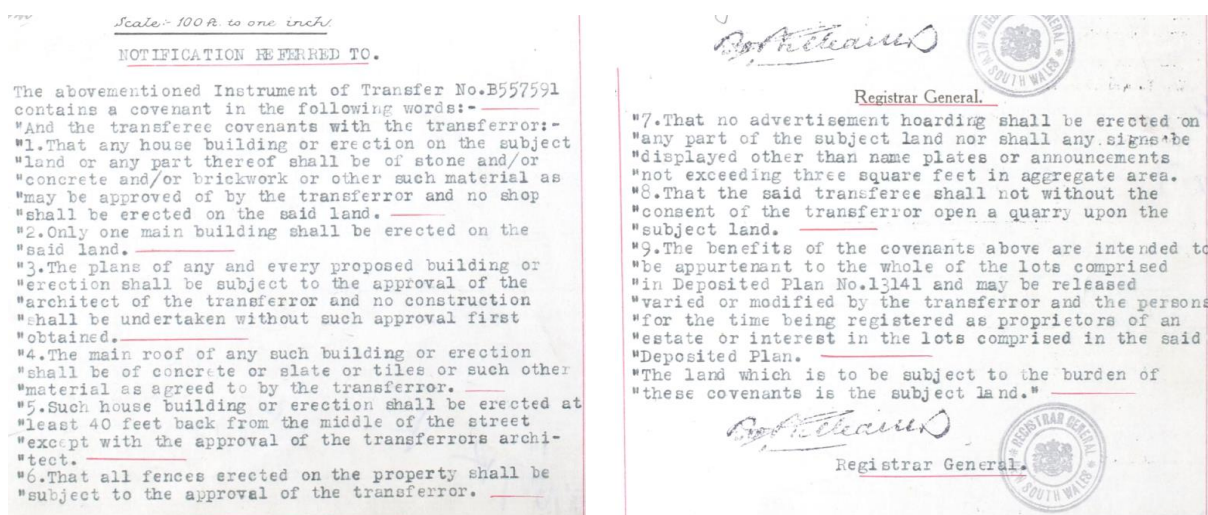 Scale:- 100 ft. to one inch.
NOTIFICATION REFERRED TO.
The abovementioned Instrument of Transfer No.B557591
contains a covenant in the following words:-
"And the transferee covenants with the transferror:-
"1.That any house building or erection on the subject
"land or any part thereof shall be of stone and/or
"concrete and/or brickwork or other such material as
"may be approved of by the transferror and no shop
"shall be erected on the said land.
"2.Only one main building shall be erected on the
"said land.
"3.The plans of any and every proposed building or
"erection shall be subject to the approval of the
"architect of the transferror and no construction
"shall be undertaken without such approval first
"obtained.
"4.The main roof of any such building or erection
"shall be of concrete or slate or tiles or such other
"material as agreed to by the transferror.
"5.Such house building or erection shall be erected at
"least 40 feet back from the middle of the street
"except with the approval of the transferrors archi-
"tect.
"6.That all fences erected on the property shall be
"subject to the approval of the transferror.
REGISTRAR GENERAL
SOUTH WALES
Registrar General.
"7.That no advertisement hoarding shall be erected on
"any part of the subject land nor shall any signs be
"displayed other than name plates or announcements
"not exceeding three square feet in aggregate area.
"8.That the said transferee shall not without the
"consent of the transferror open a quarry upon the
"subject land.
"9.The benefits of the covenants above are intended to
"be appurtenant to the whole of the lots comprised
"in Deposited Plan No.13141 and may be released
"varied or modified by the transferror and the persons
"for the time being registered as proprietors of an
"estate or interest in the lots comprised in the said
"Deposited Plan.
"The land which is to be subject to the burden of
"these covenants is the subject land."
Registrar General.
REGISTRAR GENERAL
SOUTH WALES